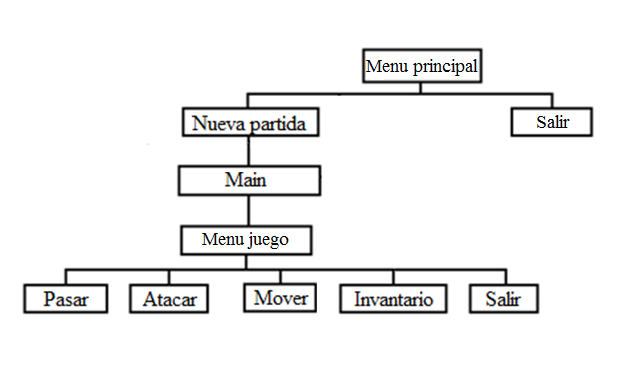 Menu principal
Nueva partida
Salir
Main
Menu juego
Pasar
Atacar
Mover
Invantario
Salir